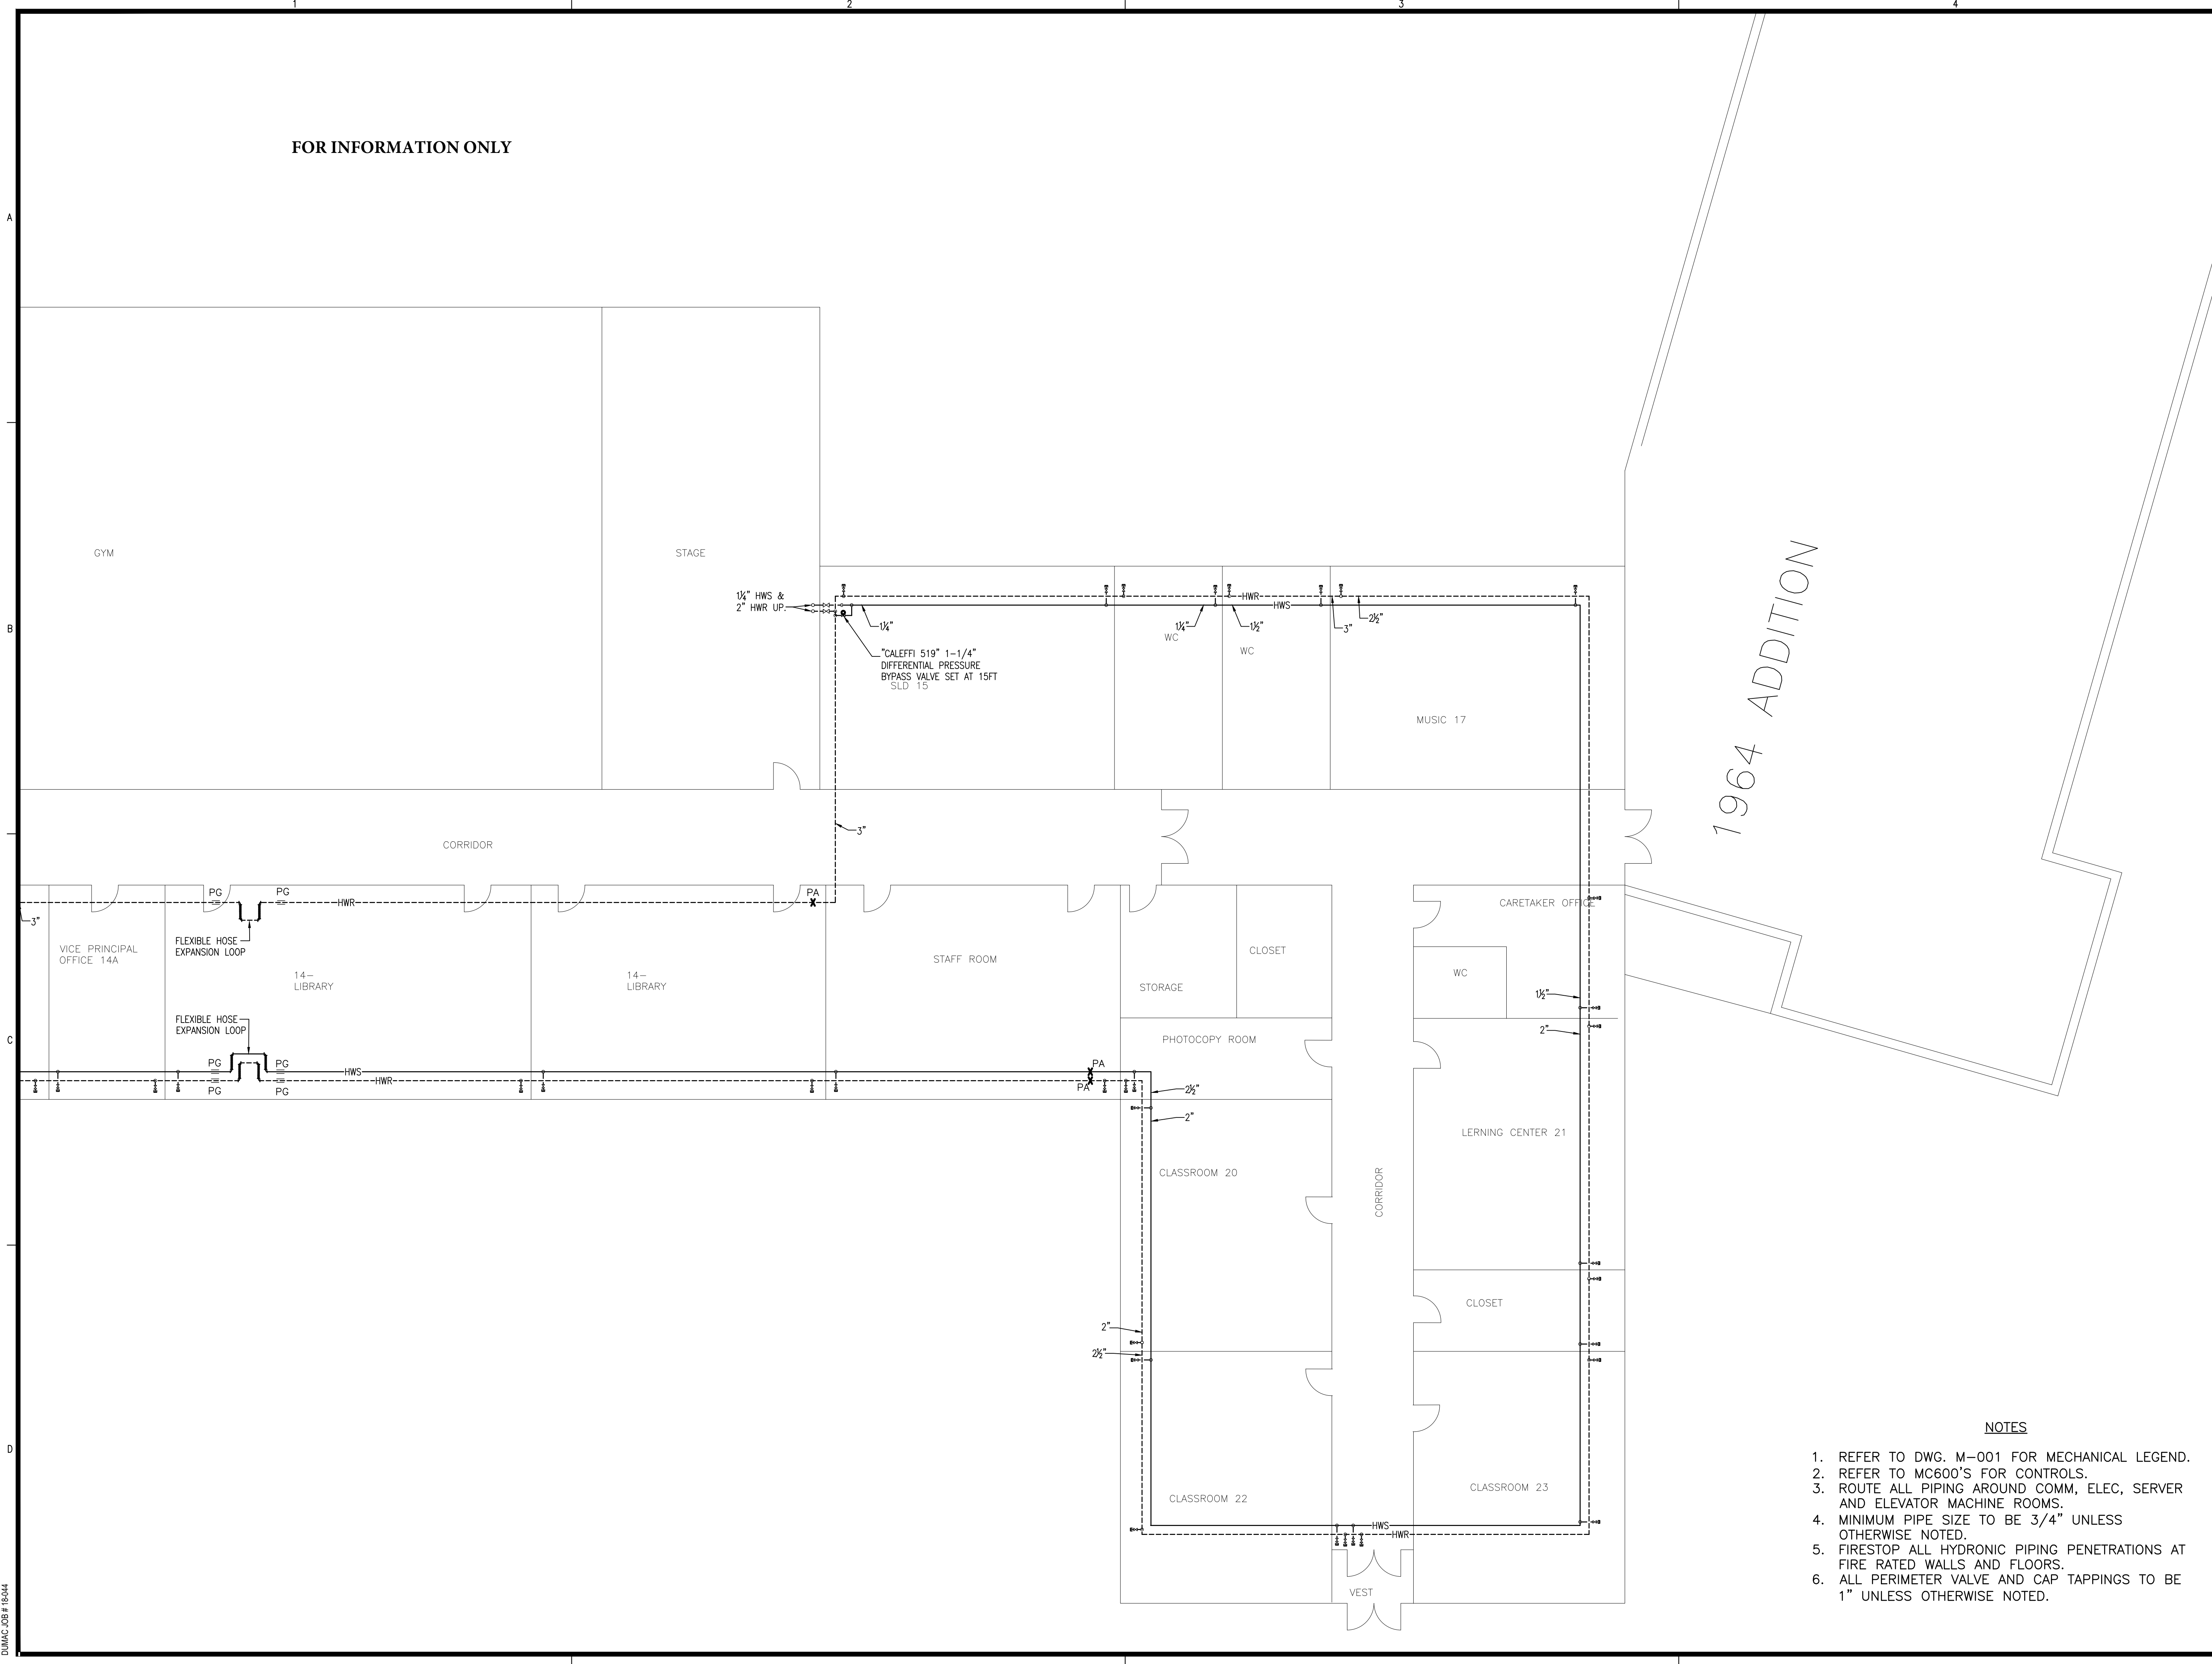 1
2
3
4
FOR INFORMATION ONLY
A
GYM
STAGE
1¼" HWS &
2" HWR UP.
HWR
HWS
1¼"
1¼"
1½"
3"
2½"
B
WC
WC
"CALEFFI 519" 1-1/4"
DIFFERENTIAL PRESSURE
BYPASS VALVE SET AT 15FT
SLD 15
MUSIC 17
1964 ADDITION
3"
CORRIDOR
PG
PG
HWR
PA
3"
CARETAKER OFFICE
FLEXIBLE HOSE
EXPANSION LOOP
VICE PRINCIPAL
OFFICE 14A
14-
LIBRARY
14-
LIBRARY
STAFF ROOM
CLOSET
STORAGE
WC
1½"
2"
FLEXIBLE HOSE
EXPANSION LOOP
C
PHOTOCOPY ROOM
PG
PG
HWS
HWR
PG
PG
PA
PA
2½"
2"
LERNING CENTER 21
CLASSROOM 20
CORRIDOR
CLOSET
2"
2½"
D
CLASSROOM 22
CLASSROOM 23
HWS
HWR
VEST
NOTES
1. REFER TO DWG. M-001 FOR MECHANICAL LEGEND.
2. REFER TO MC600'S FOR CONTROLS.
3. ROUTE ALL PIPING AROUND COMM, ELEC, SERVER
AND ELEVATOR MACHINE ROOMS.
4. MINIMUM PIPE SIZE TO BE 3/4" UNLESS
OTHERWISE NOTED.
5. FIRESTOP ALL HYDRONIC PIPING PENETRATIONS AT
FIRE RATED WALLS AND FLOORS.
6. ALL PERIMETER VALVE AND CAP TAPPINGS TO BE
1" UNLESS OTHERWISE NOTED.
DUMAC JOB # 18-044